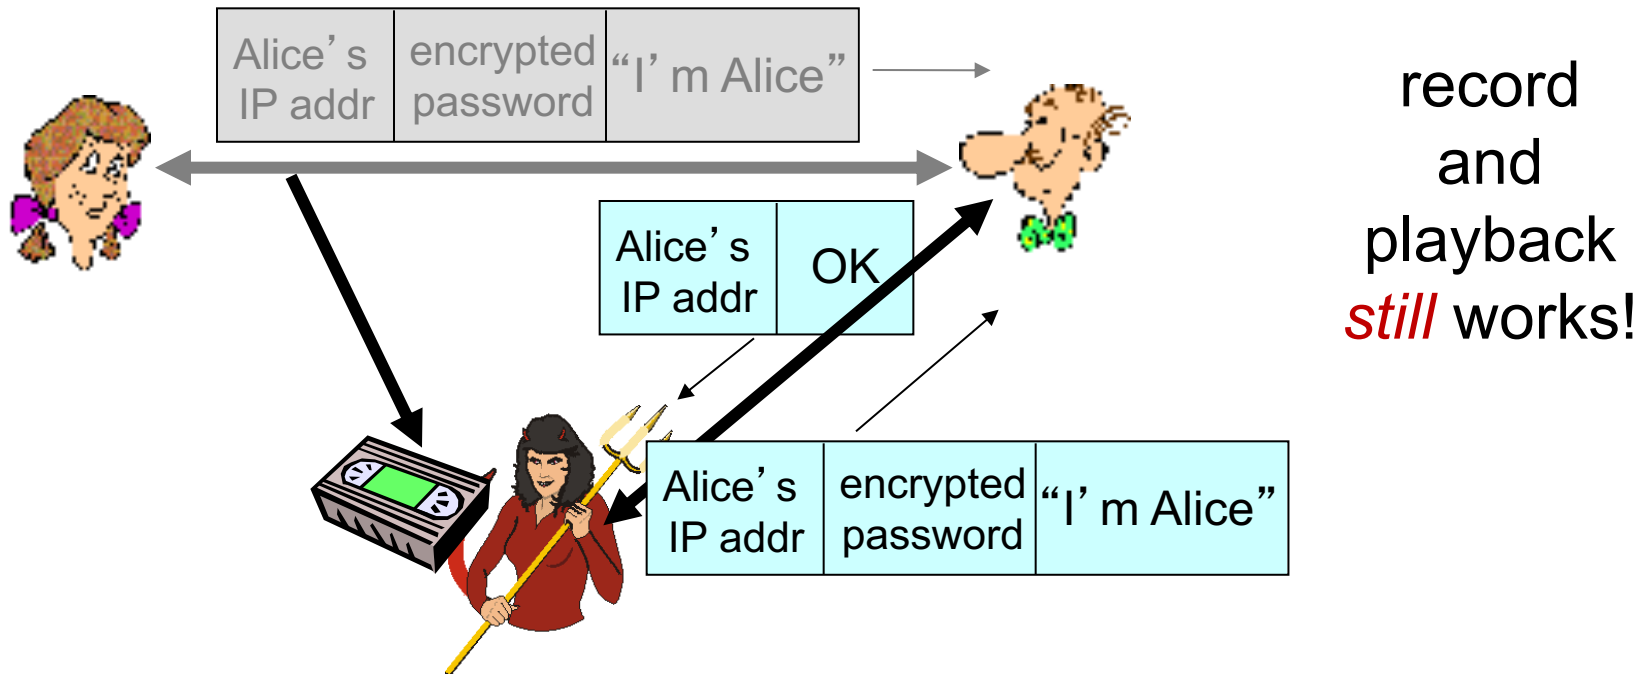 Alice’s
IP addr
encrypted
password
“I’m Alice”
record
and
playback
still works!
Alice’s
IP addr
OK
Alice’s
IP addr
encrypted
password
“I’m Alice”